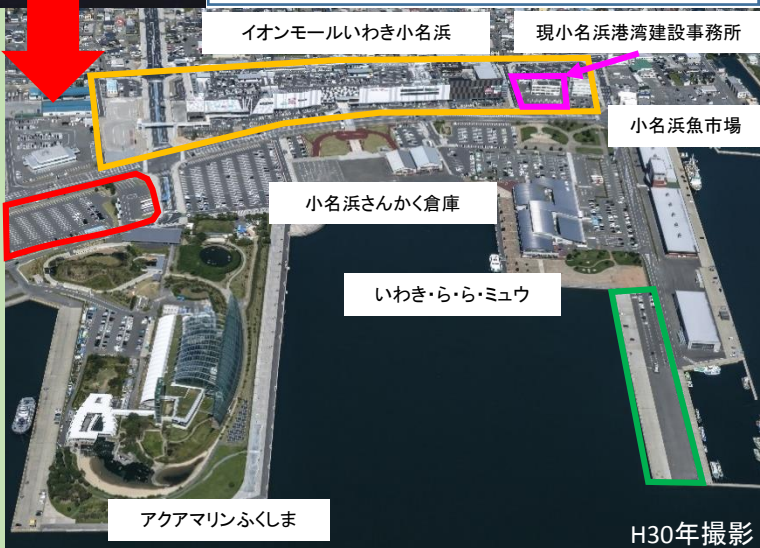 イオンモールいわき小名浜
現小名浜港湾建設事務所
小名浜魚市場
小名浜さんかく倉庫
いわき・ら・ら・ミュウ
アクアマリンふくしま
H30年撮影